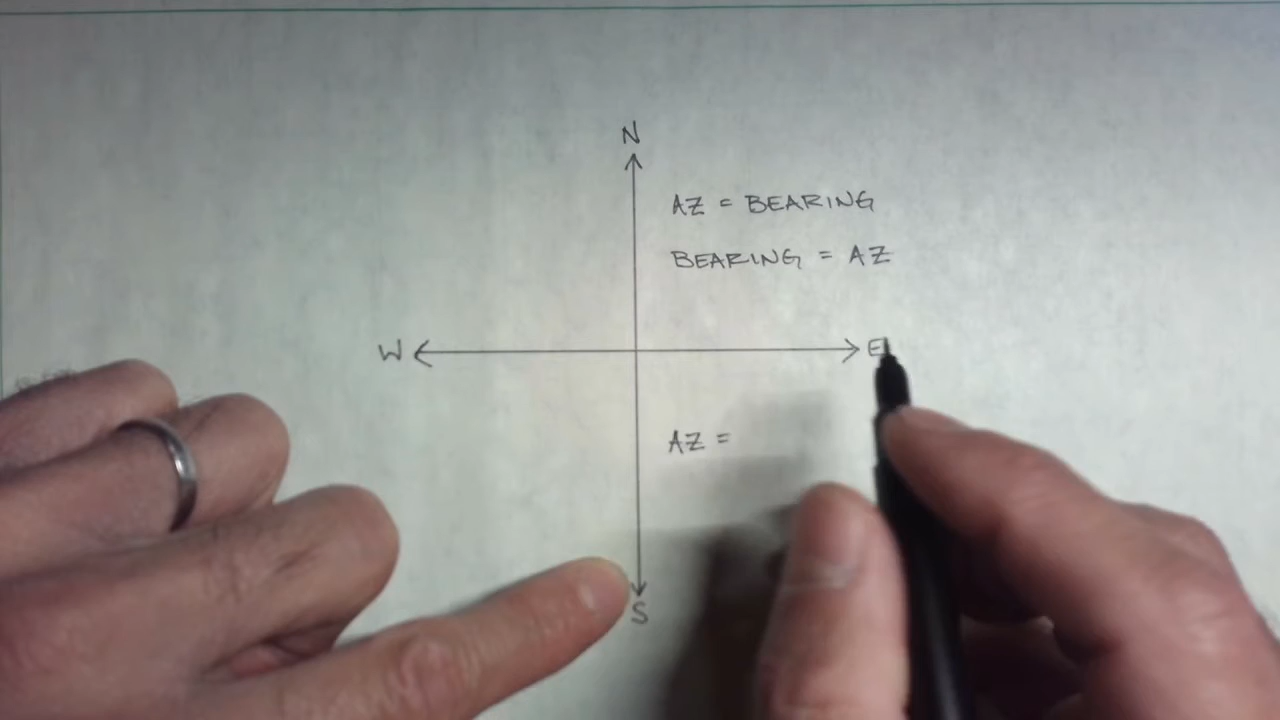 N
AZ = BEARING
BEARING = AZ
W E
AZ =
S